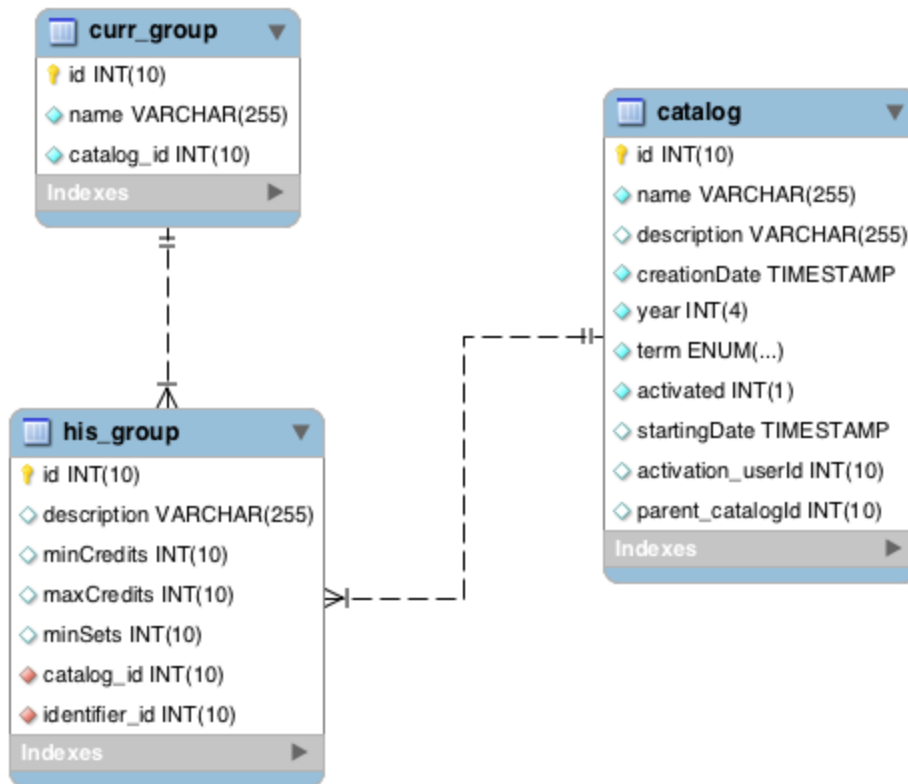 curr_group
id INT(10)
name VARCHAR(255)
catalog_id INT(10)
Indexes
catalog
id INT(10)
name VARCHAR(255)
description VARCHAR(255)
creationDate TIMESTAMP
year INT(4)
term ENUM(...)
activated INT(1)
startingDate TIMESTAMP
activation_userId INT(10)
parent_catalogId INT(10)
Indexes
his_group
id INT(10)
description VARCHAR(255)
minCredits INT(10)
maxCredits INT(10)
minSets INT(10)
catalog_id INT(10)
identifier_id INT(10)
Indexes